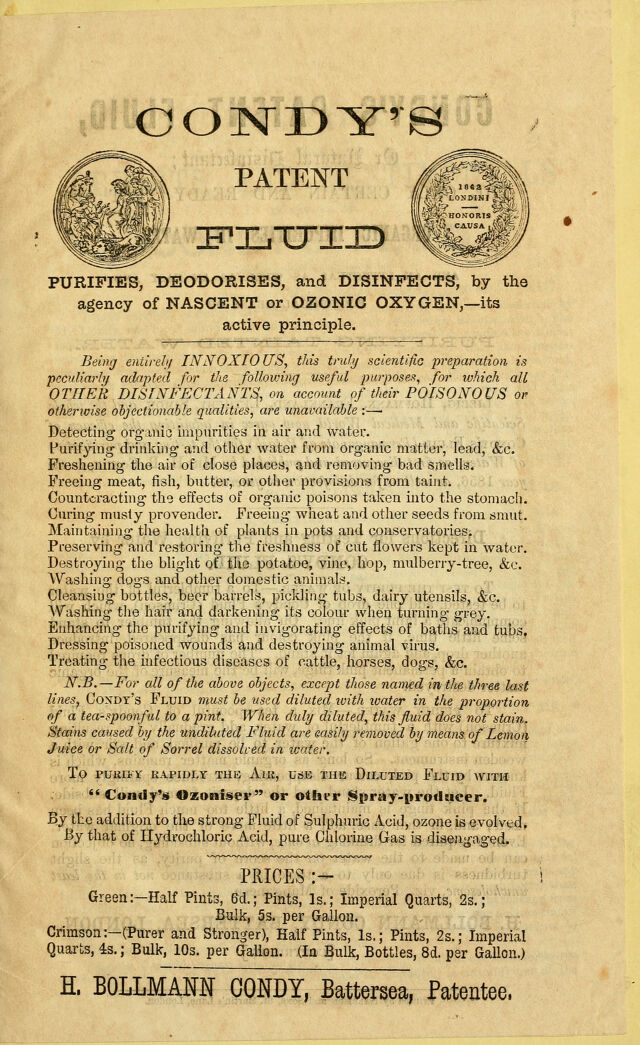 CONDY'S
PATENT
FLUID
1862
LONDINI
HONORIS
CAUSA
PURIFIES, DEODORISES, and DISINFECTS, by the
agency of NASCENT or OZONIC OXYGEN,—its
active principle.
Being entirely INNOXIOUS, this truly scientific preparation is
peculiarly adapted for the following useful purposes, for which all
OTHER DISINFECTANTS, on account of their POISONOUS or
otherwise objectionable qualities, are unavailable :—
Detecting organic impurities in air and water.
Purifying drinking and other water from organic matter, lead, &c.
Freshening the air of close places, and removing bad smells.
Freeing meat, fish, butter, or other provisions from taint.
Counteracting the effects of organic poisons taken into the stomach.
Curing musty provender. Freeing wheat and other seeds from smut.
Maintaining the health of plants in pots and conservatories.
Preserving and restoring the freshness of cut flowers kept in water.
Destroying the blight of the potatoe, vine, hop, mulberry-tree, &c.
Washing dogs and other domestic animals.
Cleansing bottles, beer barrels, pickling tubs, dairy utensils, &c.
Washing the hair and darkening its colour when turning grey.
Enhancing the purifying and invigorating effects of baths and tubs.
Dressing poisoned wounds and destroying animal virus.
Treating the infectious diseases of cattle, horses, dogs, &c.
N.B.—For all of the above objects, except those named in the three last
lines, CONDY'S FLUID must be used diluted with water in the proportion
of a tea-spoonful to a pint. When duly diluted, this fluid does not stain.
Stains caused by the undiluted Fluid are easily removed by means of Lemon
Juice or Salt of Sorrel dissolved in water.
TO PURIFY RAPIDLY THE AIR, USE THE DILUTED FLUID WITH
"Condy's Ozoniser" or other Spray-producer.
By the addition to the strong Fluid of Sulphuric Acid, ozone is evolved.
By that of Hydrochloric Acid, pure Chlorine Gas is disengaged.
PRICES :—
Green:—Half Pints, 6d.; Pints, 1s.; Imperial Quarts, 2s.;
Bulk, 5s. per Gallon.
Crimson:—(Purer and Stronger), Half Pints, 1s.; Pints, 2s.; Imperial
Quarts, 4s.; Bulk, 10s. per Gallon. (In Bulk, Bottles, 8d. per Gallon.)
H. BOLLMANN CONDY, Battersea, Patentee.